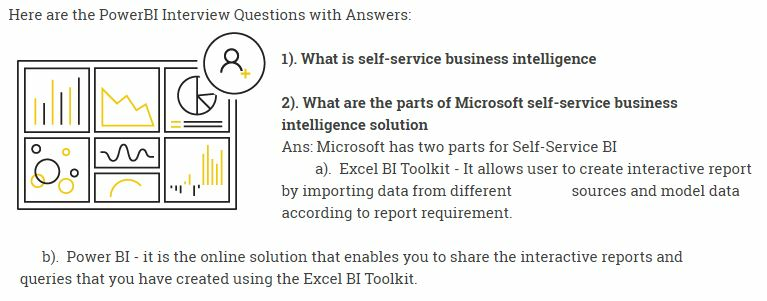 Here are the PowerBI Interview Questions with Answers:
1). What is self-service business intelligence
2). What are the parts of Microsoft self-service business
intelligence solution
Ans: Microsoft has two parts for Self-Service BI
a). Excel BI Toolkit - It allows user to create interactive report
by importing data from different sources and model data
according to report requirement.
b). Power BI - it is the online solution that enables you to share the interactive reports and
queries that you have created using the Excel BI Toolkit.